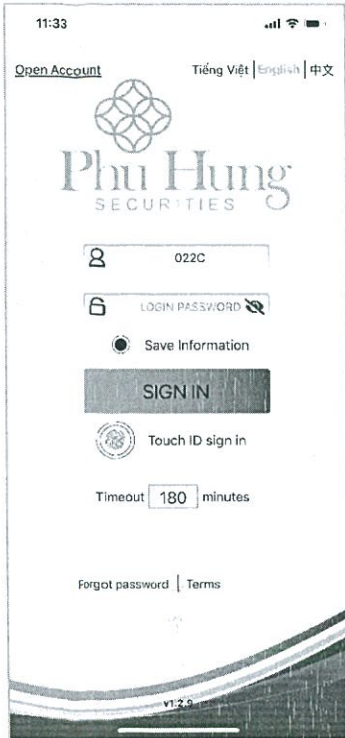 11:33
Open Account Tiếng Việt | English | 中文
Phu Hung
SECURITIES
022C
LOGIN PASSWORD
Save Information
SIGN IN
Touch ID sign in
Timeout 180 minutes
Forgot password | Terms
v1.2.9